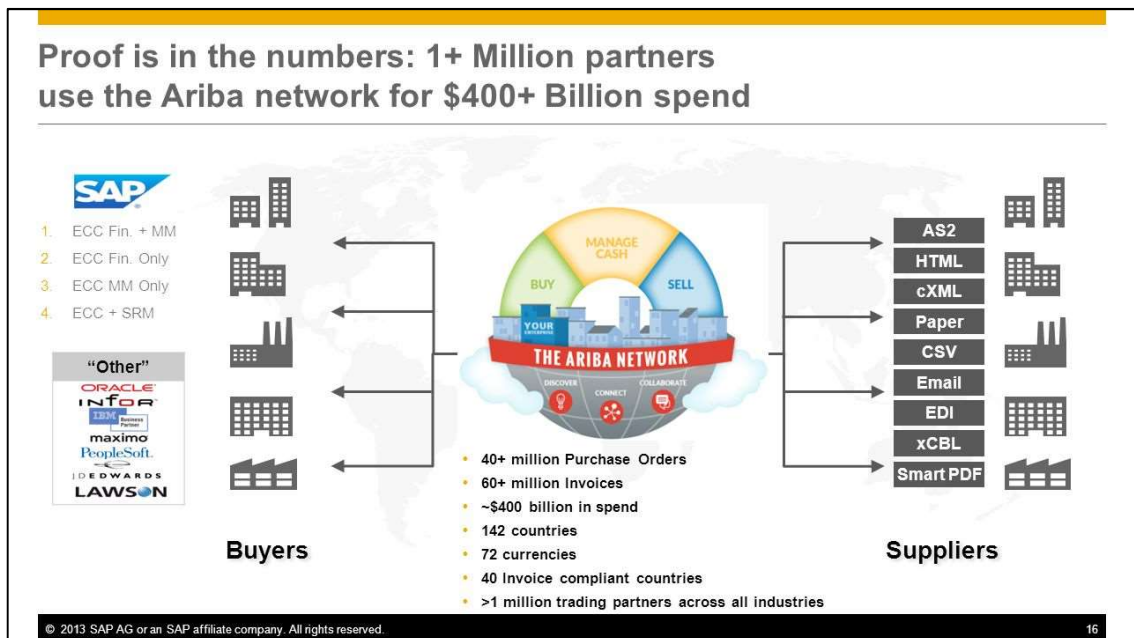 Proof is in the numbers: 1+ Million partners
use the Ariba network for $400+ Billion spend
SAP
1. ECC Fin. + MM
2. ECC Fin. Only
3. ECC MM Only
4. ECC + SRM
“Other”
ORACLE
infor
IBM Business Partner
maximo
PeopleSoft.
JDEDWARDS
LAWSON
Buyers
MANAGE
CASH
BUY
SELL
YOUR
ENTERPRISE
THE ARIBA NETWORK
DISCOVER
CONNECT
COLLABORATE
• 40+ million Purchase Orders
• 60+ million Invoices
• ~$400 billion in spend
• 142 countries
• 72 currencies
• 40 Invoice compliant countries
• >1 million trading partners across all industries
AS2
HTML
cXML
Paper
CSV
Email
EDI
xCBL
Smart PDF
Suppliers
© 2013 SAP AG or an SAP affiliate company. All rights reserved.
16